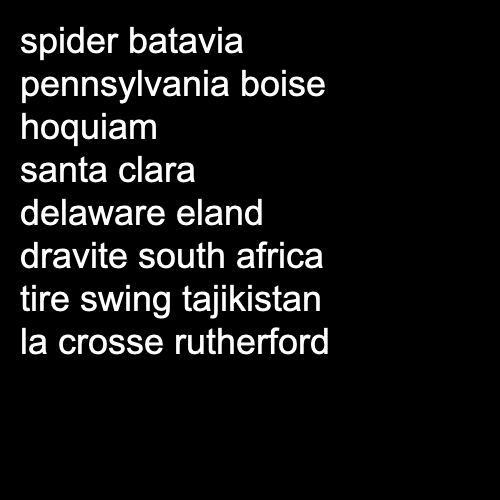 spider batavia
pennsylvania boise
hoquiam
santa clara
delaware eland
dravite south africa
tire swing tajikistan
la crosse rutherford